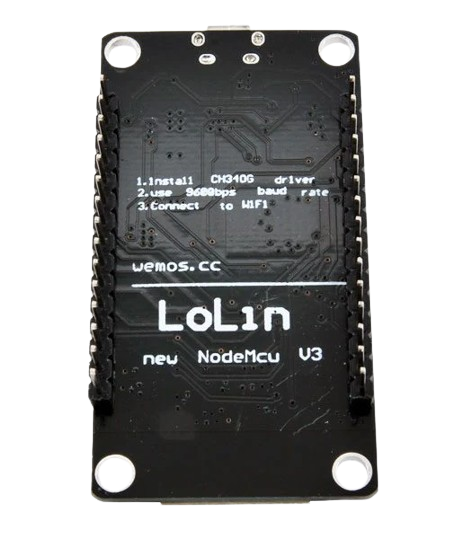 1.Install CH340G driver
2.use 9600bps baud rate
3.Connect to WiFi
wemos.cc
LoLin
new NodeMcu V3